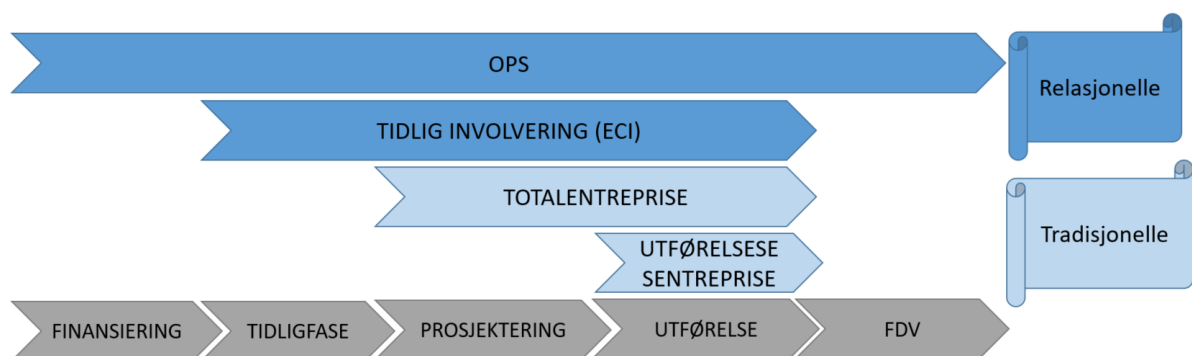 OPS
Relasjonelle
TIDLIG INVOLVERING (ECI)
TOTALENTREPRISE
Tradisjonelle
UTFØRELSESE
SENTREPRISE
FINANSIERING
TIDLIGFASE
PROSJEKTERING
UTFØRELSE
FDV